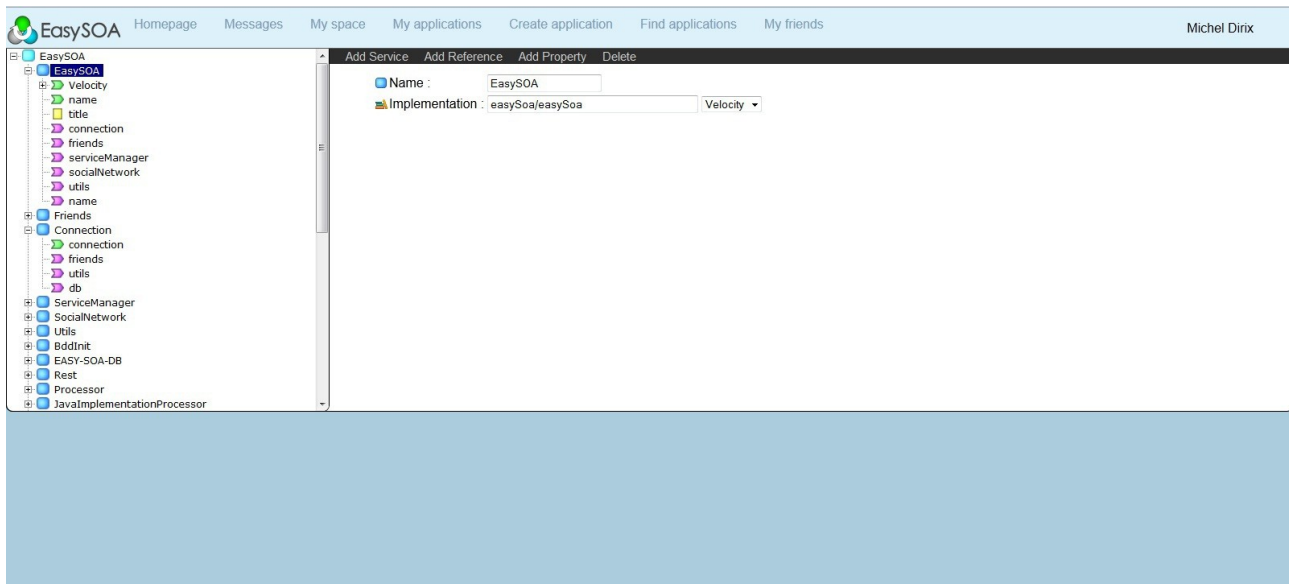 EasySOA Homepage Messages My space My applications Create application Find applications My friends Michel Dirix
EasySOA
EasySOA
Velocity
name
title
connection
friends
serviceManager
socialNetwork
utils
name
Friends
Connection
connection
friends
utils
db
ServiceManager
SocialNetwork
Utils
BddInit
EASY-SOA-DB
Rest
Processor
JavaImplementationProcessor
Add Service Add Reference Add Property Delete
Name : EasySOA
Implementation : easySoa/easySoa Velocity